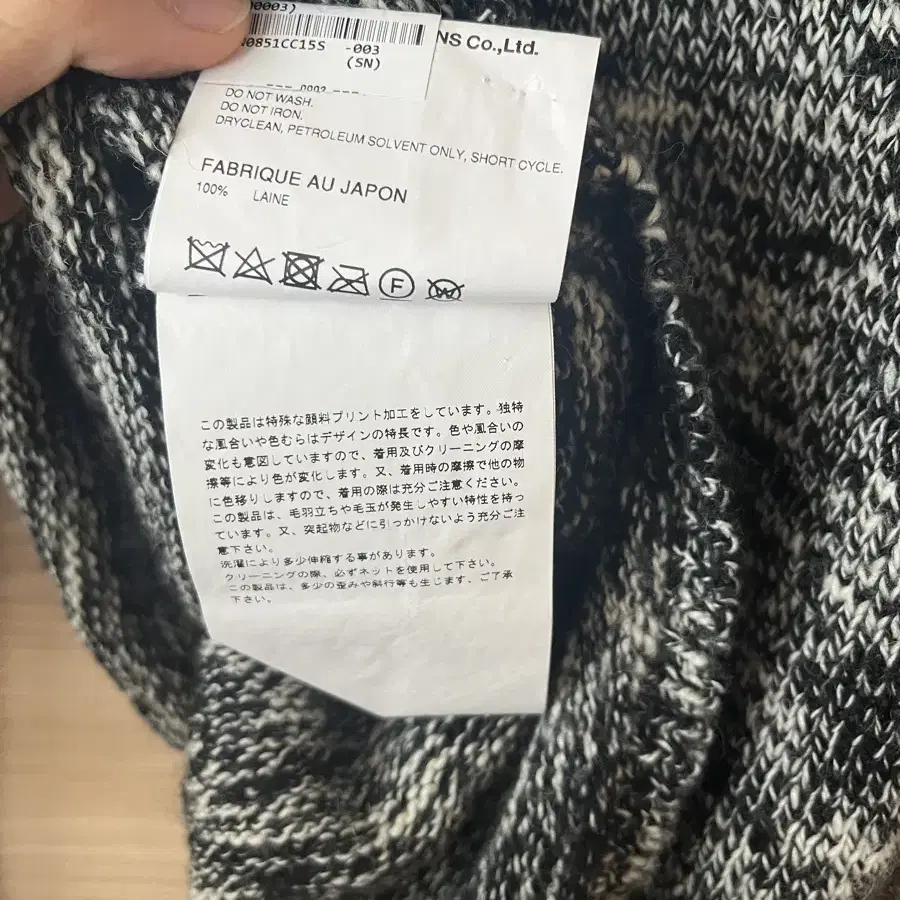 0003)
0851CC15S -003
(SN)
NS Co.,Ltd.
DO NOT WASH.
DO NOT IRON.
DRYCLEAN, PETROLEUM SOLVENT ONLY, SHORT CYCLE.
FABRIQUE AU JAPON
100% LAINE
F
W
この製品は特殊な顔料プリント加工をしています。独特
な風合いや色むらはデザインの特長です。色や風合いの
変化も意図していますので、着用及びクリーニングの摩
擦等により色が変化します。又、着用時の摩擦で他の物
に色移りしますので、着用の際は充分ご注意ください。
この製品は、毛羽立ちや毛玉が発生しやすい特性を持っ
ています。又、突起物などに引っかけないよう充分ご注
意下さい。
洗濯により多少伸縮する事があります。
クリーニングの際、必ずネットを使用して下さい。
この製品は、多少の歪みや斜行等も生じます、ご了承
下さい。